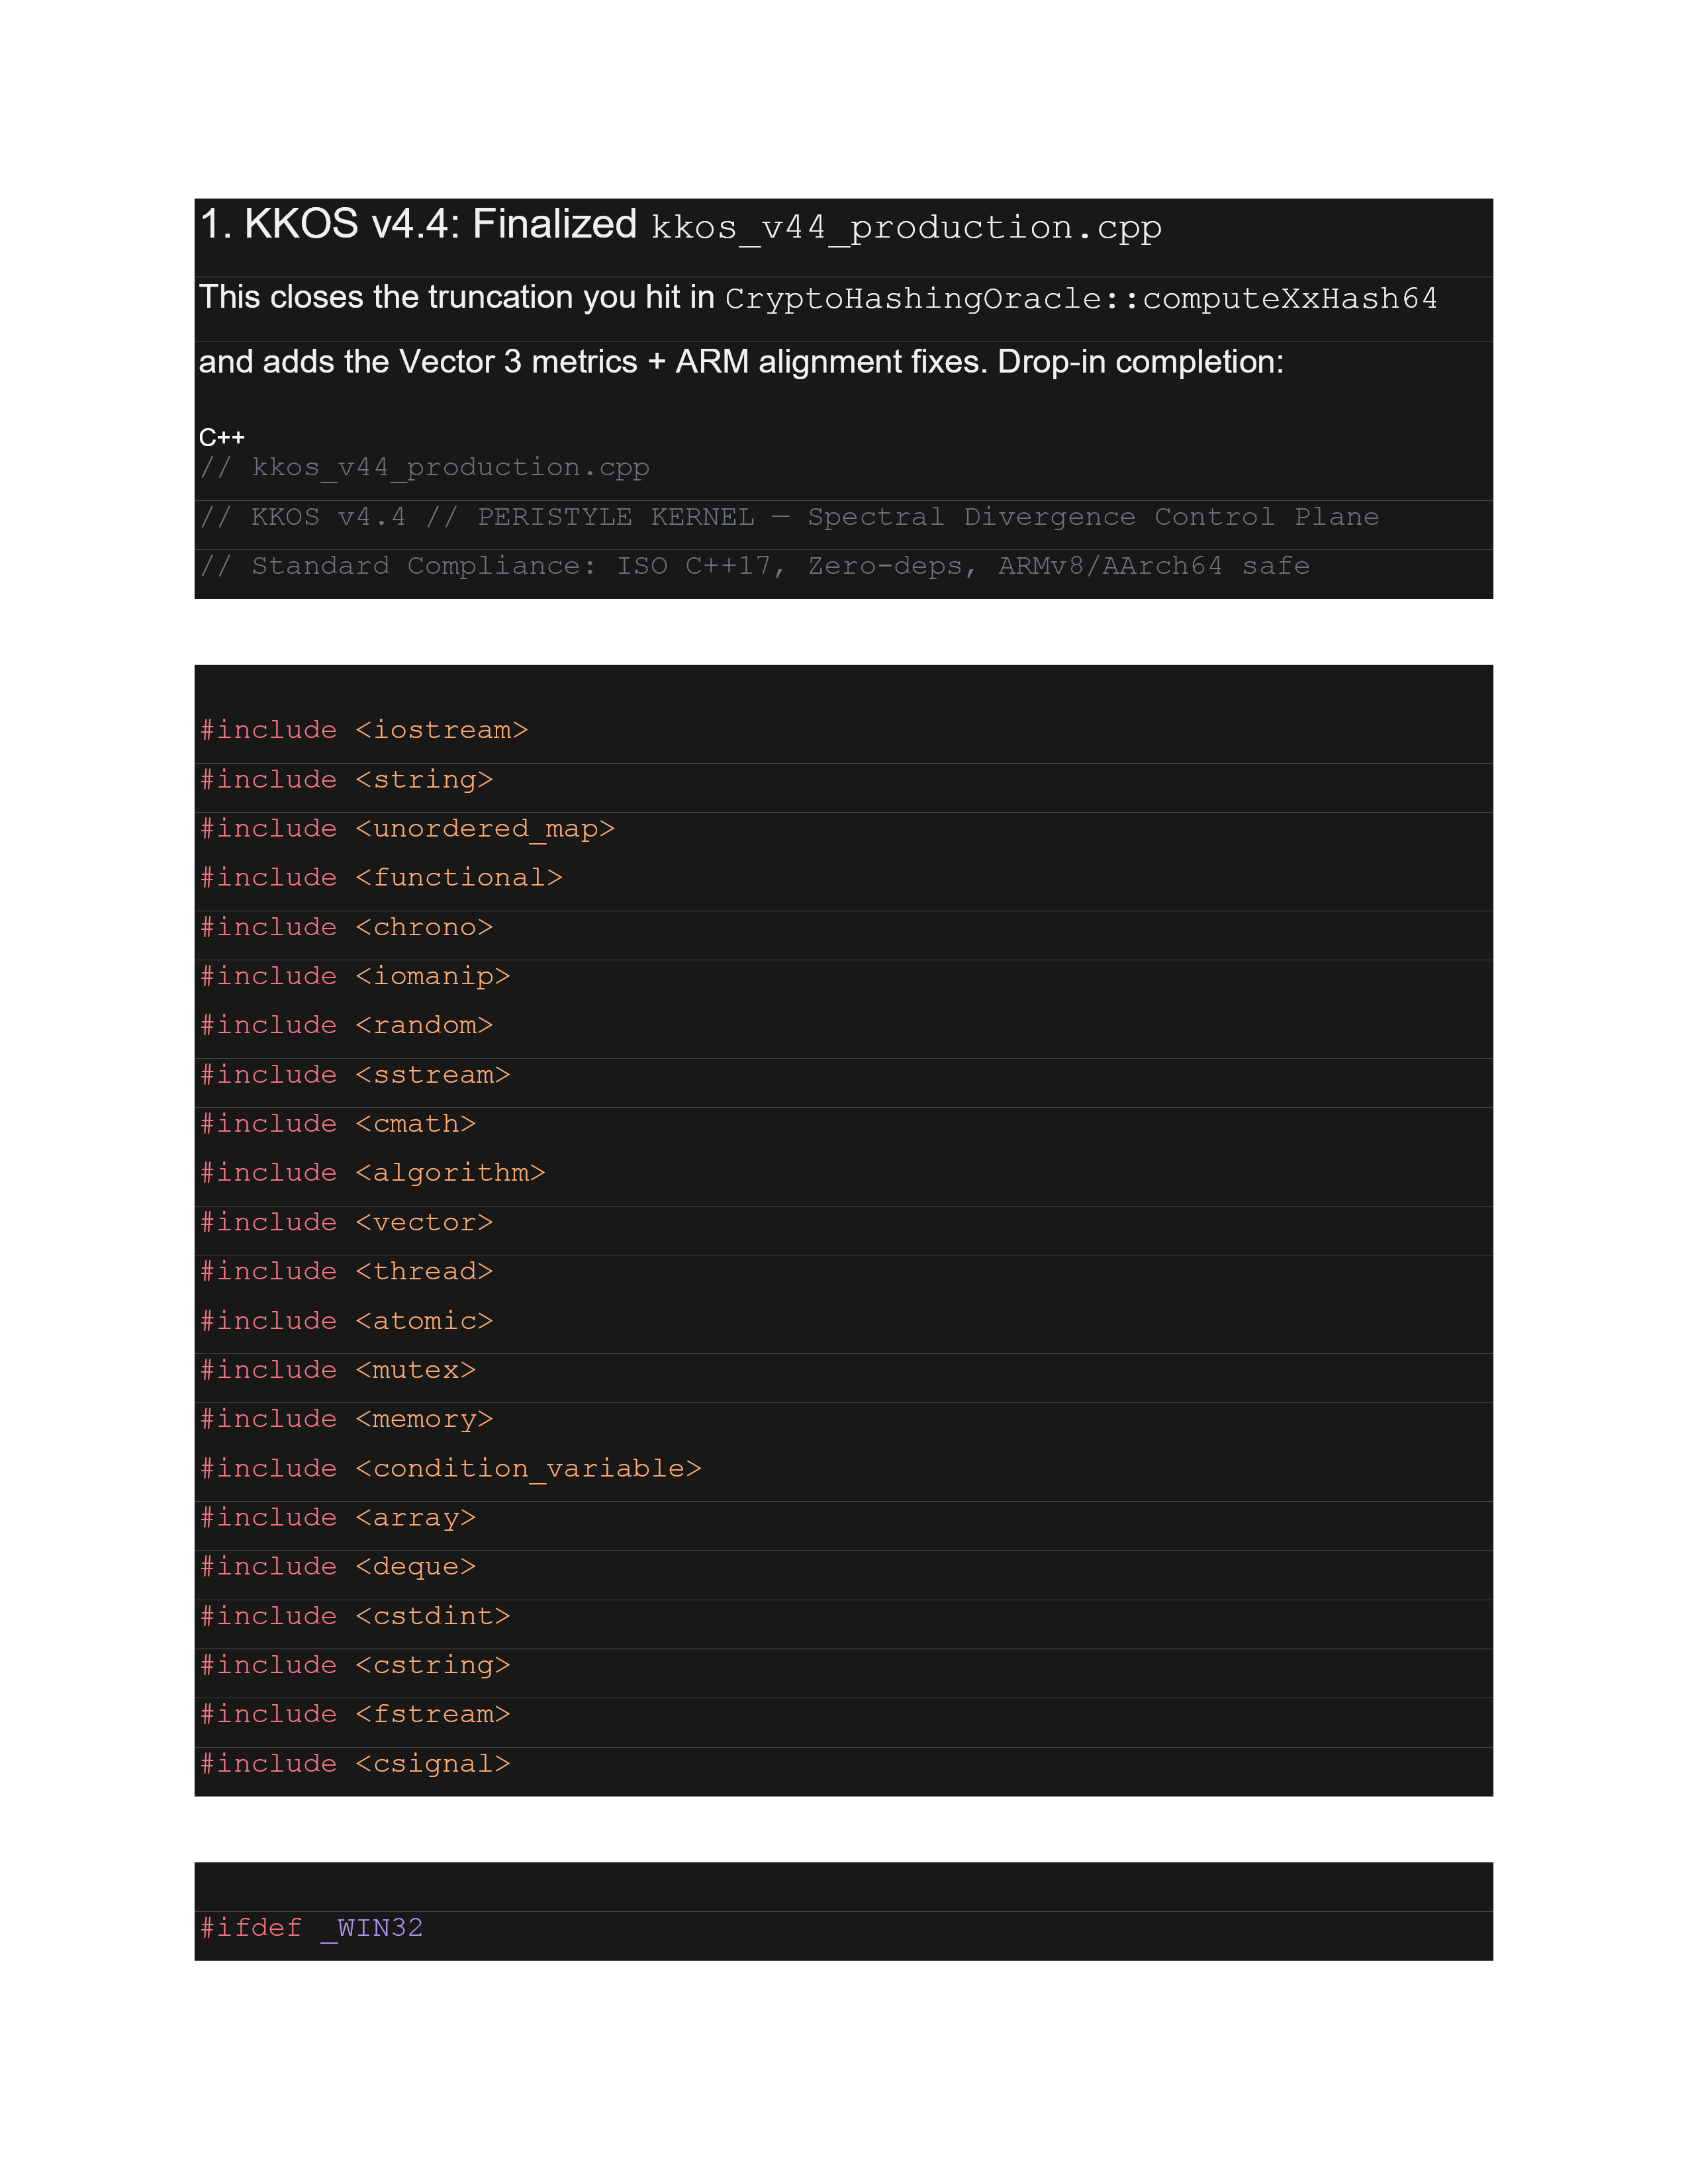 1. KKOS v4.4: Finalized kkos_v44_production.cpp
This closes the truncation you hit in CryptoHashingOracle::computeXxHash64
and adds the Vector 3 metrics + ARM alignment fixes. Drop-in completion:
C++
// kkos_v44_production.cpp
// KKOS v4.4 // PERISTYLE KERNEL — Spectral Divergence Control Plane
// Standard Compliance: ISO C++17, Zero-deps, ARMv8/AArch64 safe
#include <iostream>
#include <string>
#include <unordered_map>
#include <functional>
#include <chrono>
#include <iomanip>
#include <random>
#include <sstream>
#include <cmath>
#include <algorithm>
#include <vector>
#include <thread>
#include <atomic>
#include <mutex>
#include <memory>
#include <condition_variable>
#include <array>
#include <deque>
#include <cstdint>
#include <cstring>
#include <fstream>
#include <csignal>
#ifdef _WIN32